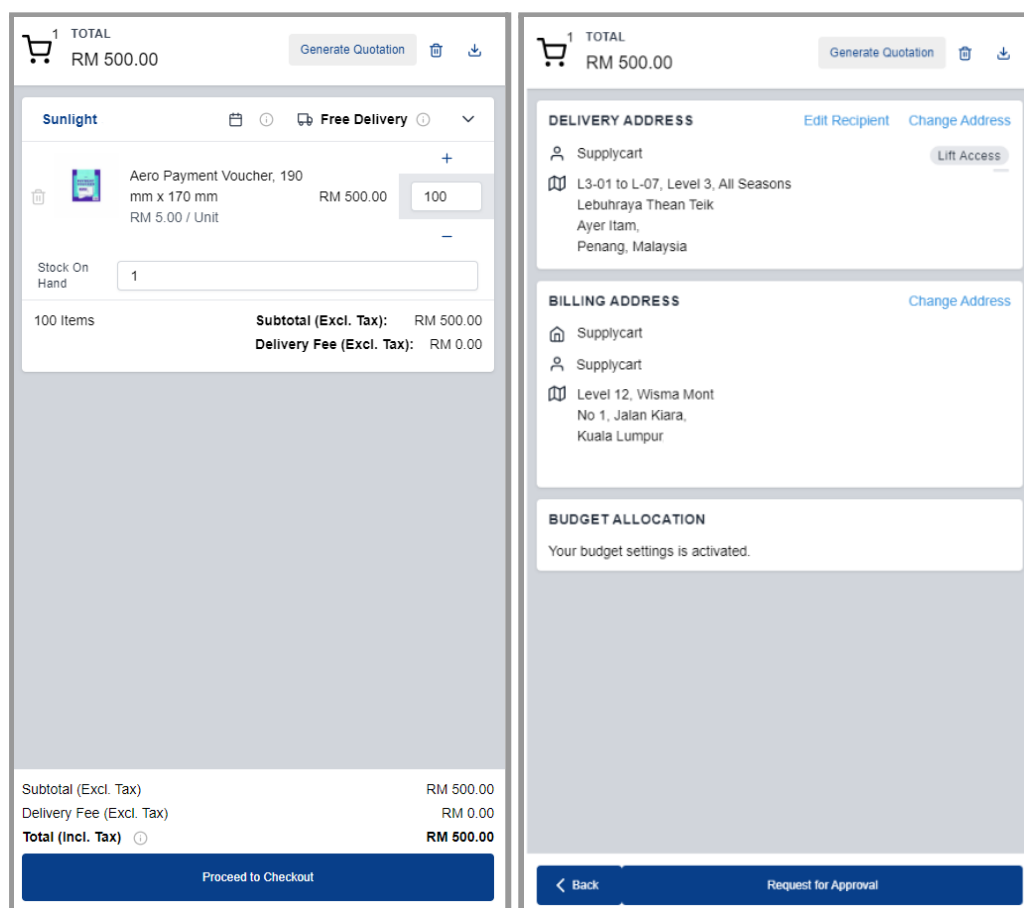 1
TOTAL
RM 500.00
Generate Quotation
Sunlight
Free Delivery
Aero Payment Voucher, 190
mm x 170 mm
RM 5.00 / Unit
RM 500.00
+
100
−
Stock On
Hand
1
100 Items
Subtotal (Excl. Tax): RM 500.00
Delivery Fee (Excl. Tax): RM 0.00
Subtotal (Excl. Tax) RM 500.00
Delivery Fee (Excl. Tax) RM 0.00
Total (Incl. Tax) RM 500.00
Proceed to Checkout
1
TOTAL
RM 500.00
Generate Quotation
DELIVERY ADDRESS Edit Recipient Change Address
Supplycart
Lift Access
L3-01 to L-07, Level 3, All Seasons
Lebuhraya Thean Teik
Ayer Itam,
Penang, Malaysia
BILLING ADDRESS Change Address
Supplycart
Supplycart
Level 12, Wisma Mont
No 1, Jalan Kiara,
Kuala Lumpur
BUDGET ALLOCATION
Your budget settings is activated.
Back
Request for Approval